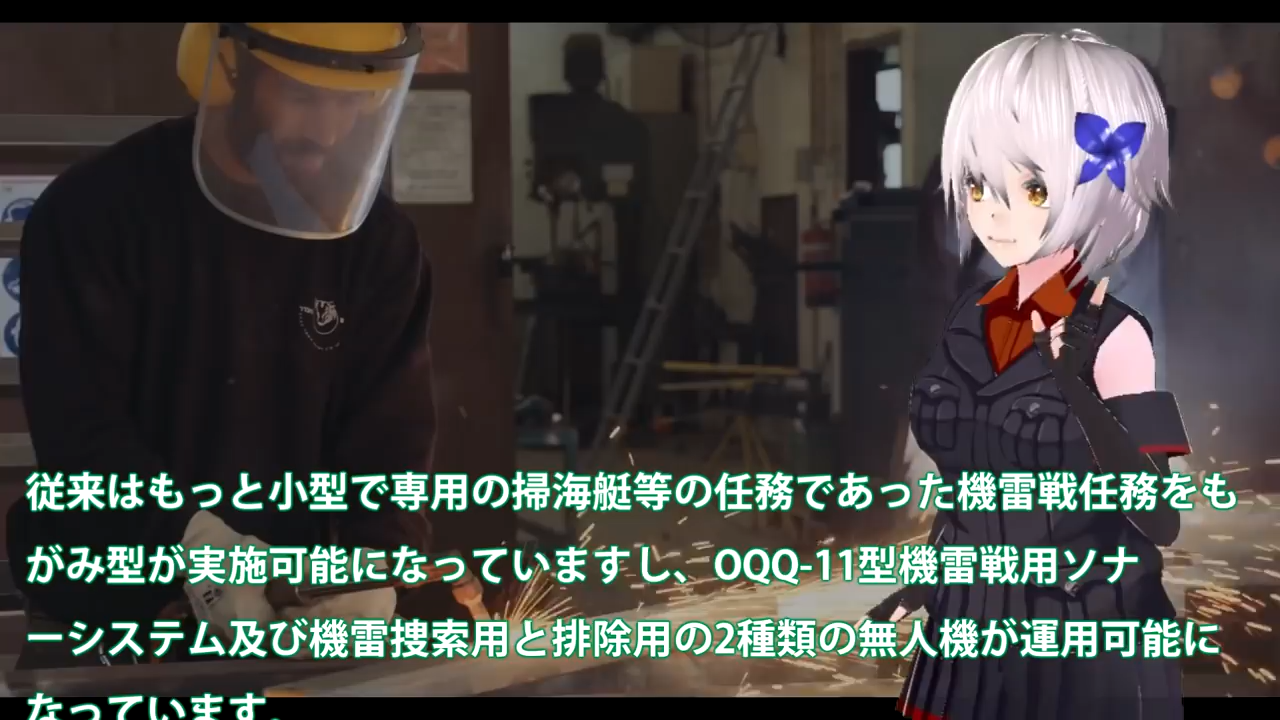 従来はもっと小型で専用の掃海艇等の任務であった機雷戦任務をも
がみ型が実施可能になっていますし、OQQ-11型機雷戦用ソナ
ーシステム及び機雷捜索用と排除用の2種類の無人機が運用可能に
なっています。